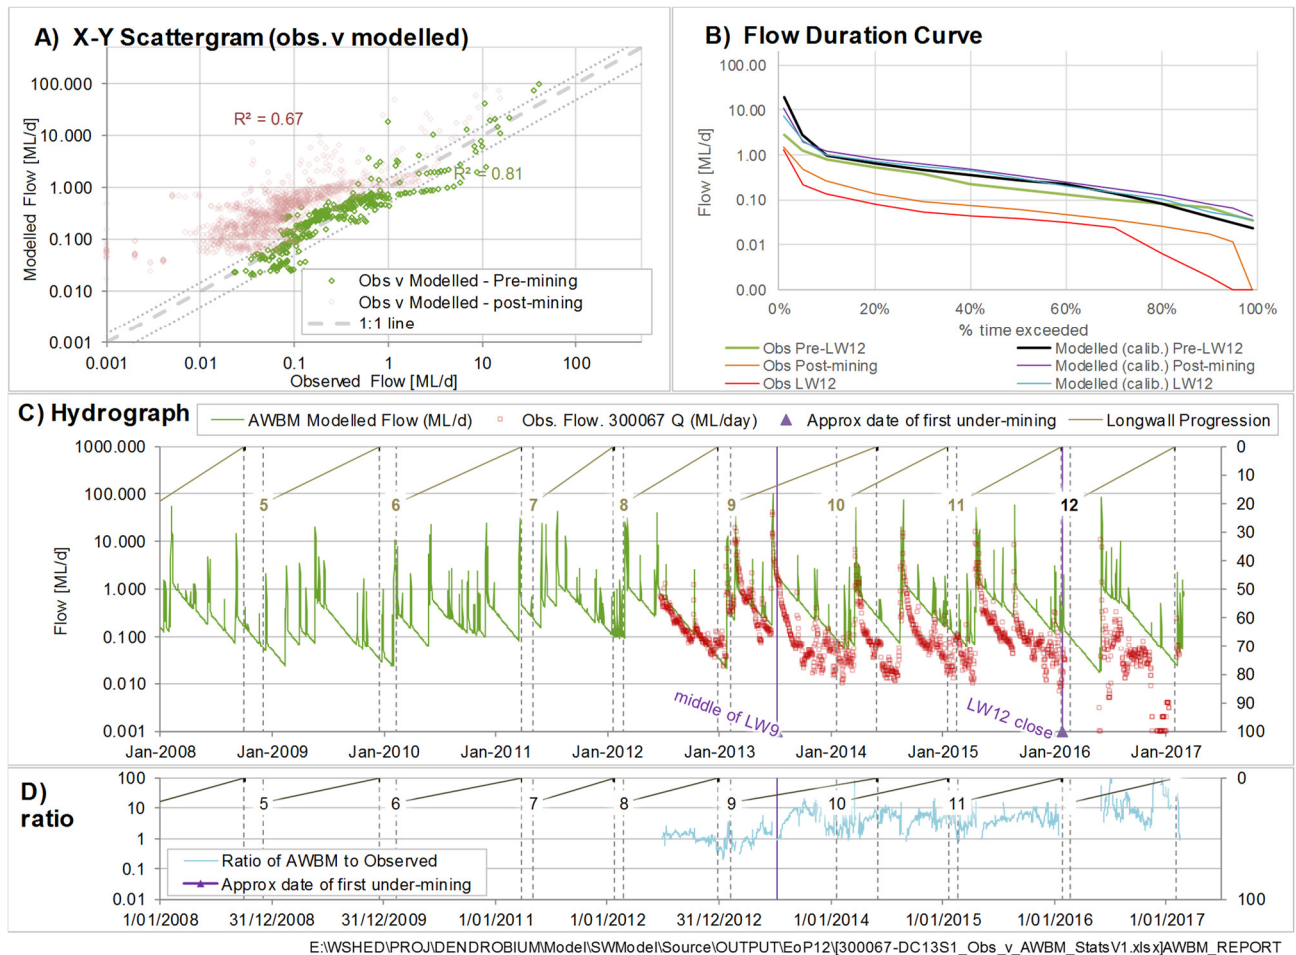 A) X-Y Scattergram (obs. v modelled)
Modelled Flow [ML/d]
100.000
10.000
1.000
0.100
0.010
0.001
R² = 0.67
R² = 0.81
Obs v Modelled - Pre-mining
Obs v Modelled - post-mining
1:1 line
0.001 0.01 0.1 1 10 100
Observed Flow [ML/d]
B) Flow Duration Curve
Flow [ML/d]
100.00
10.00
1.00
0.10
0.01
0.00
0% 20% 40% 60% 80% 100%
% time exceeded
Obs Pre-LW12 Modelled (calib.) Pre-LW12
Obs Post-mining Modelled (calib.) Post-mining
Obs LW12 Modelled (calib.) LW12
C) Hydrograph
AWBM Modelled Flow (ML/d) Obs. Flow. 300067 Q (ML/day) Approx date of first under-mining Longwall Progression
Flow [ML/d]
1000.000
100.000
10.000
1.000
0.100
0.010
0.001
5 6 7 8 9 10 11 12
middle of LW9
LW12 close
0
10
20
30
40
50
60
70
80
90
100
Jan-2008 Jan-2009 Jan-2010 Jan-2011 Jan-2012 Jan-2013 Jan-2014 Jan-2015 Jan-2016 Jan-2017
D)
ratio
100
10
1
0.1
0.01
5 6 7 8 9 10 11
0
100
Ratio of AWBM to Observed
Approx date of first under-mining
1/01/2008 31/12/2008 31/12/2009 1/01/2011 1/01/2012 31/12/2012 1/01/2014 1/01/2015 1/01/2016 1/01/2017
E:\WSHED\PROJ\DENDROBIUM\Model\SWModel\Source\OUTPUT\EoP12\[300067-DC13S1_Obs_v_AWBM_StatsV1.xlsx]AWBM_REPORT